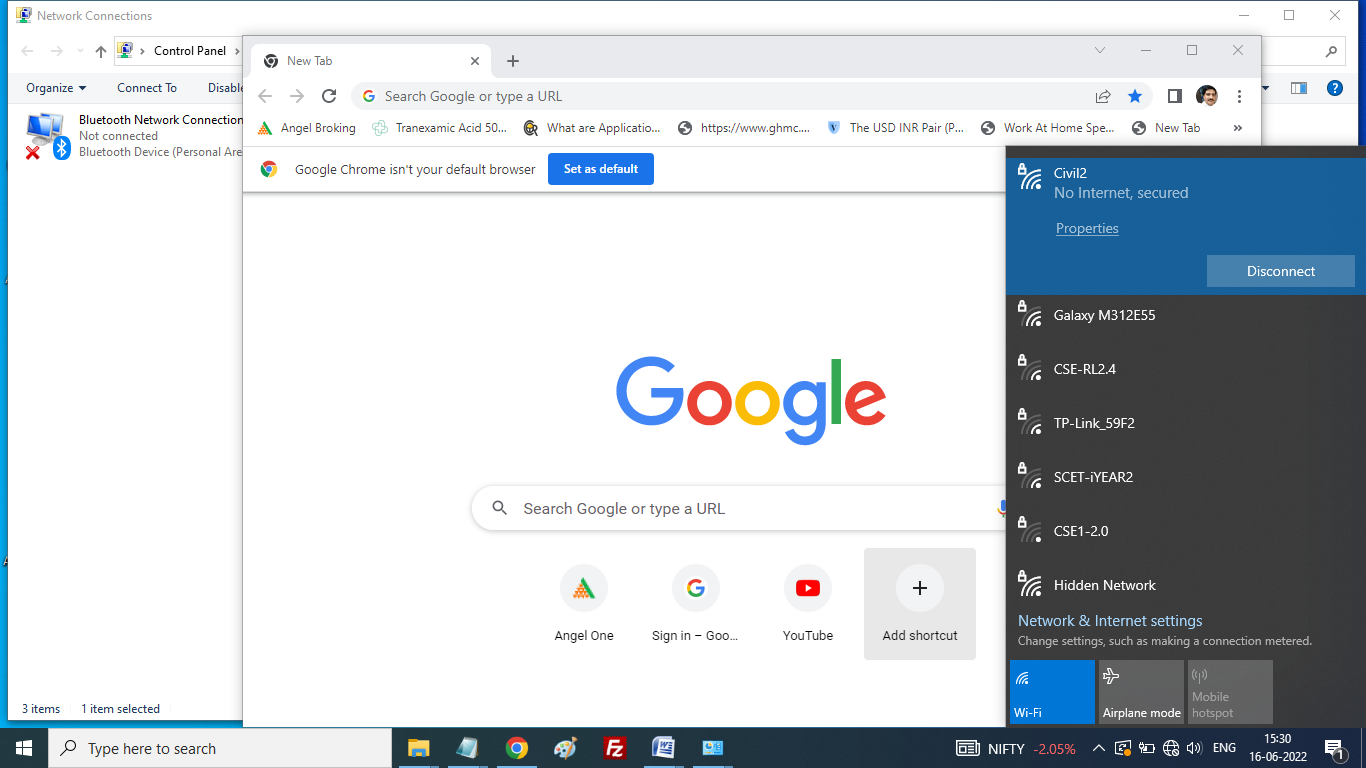 Network Connections
Control Panel
Organize
Connect To
Disable
Bluetooth Network Connection
Not connected
Bluetooth Device (Personal Are
3 items
1 item selected
New Tab
Search Google or type a URL
Angel Broking
Tranexamic Acid 50...
What are Applicatio...
https://www.ghmc....
The USD INR Pair (P...
Work At Home Spe...
New Tab
»
Google Chrome isn't your default browser
Set as default
Google
Search Google or type a URL
Angel One
Sign in – Goo...
YouTube
Add shortcut
Civil2
No Internet, secured
Properties
Disconnect
Galaxy M312E55
CSE-RL2.4
TP-Link_59F2
SCET-iYEAR2
CSE1-2.0
Hidden Network
Network & Internet settings
Change settings, such as making a connection metered.
Wi-Fi
Airplane mode
Mobile
hotspot
Type here to search
NIFTY -2.05%
ENG
15:30
16-06-2022
1